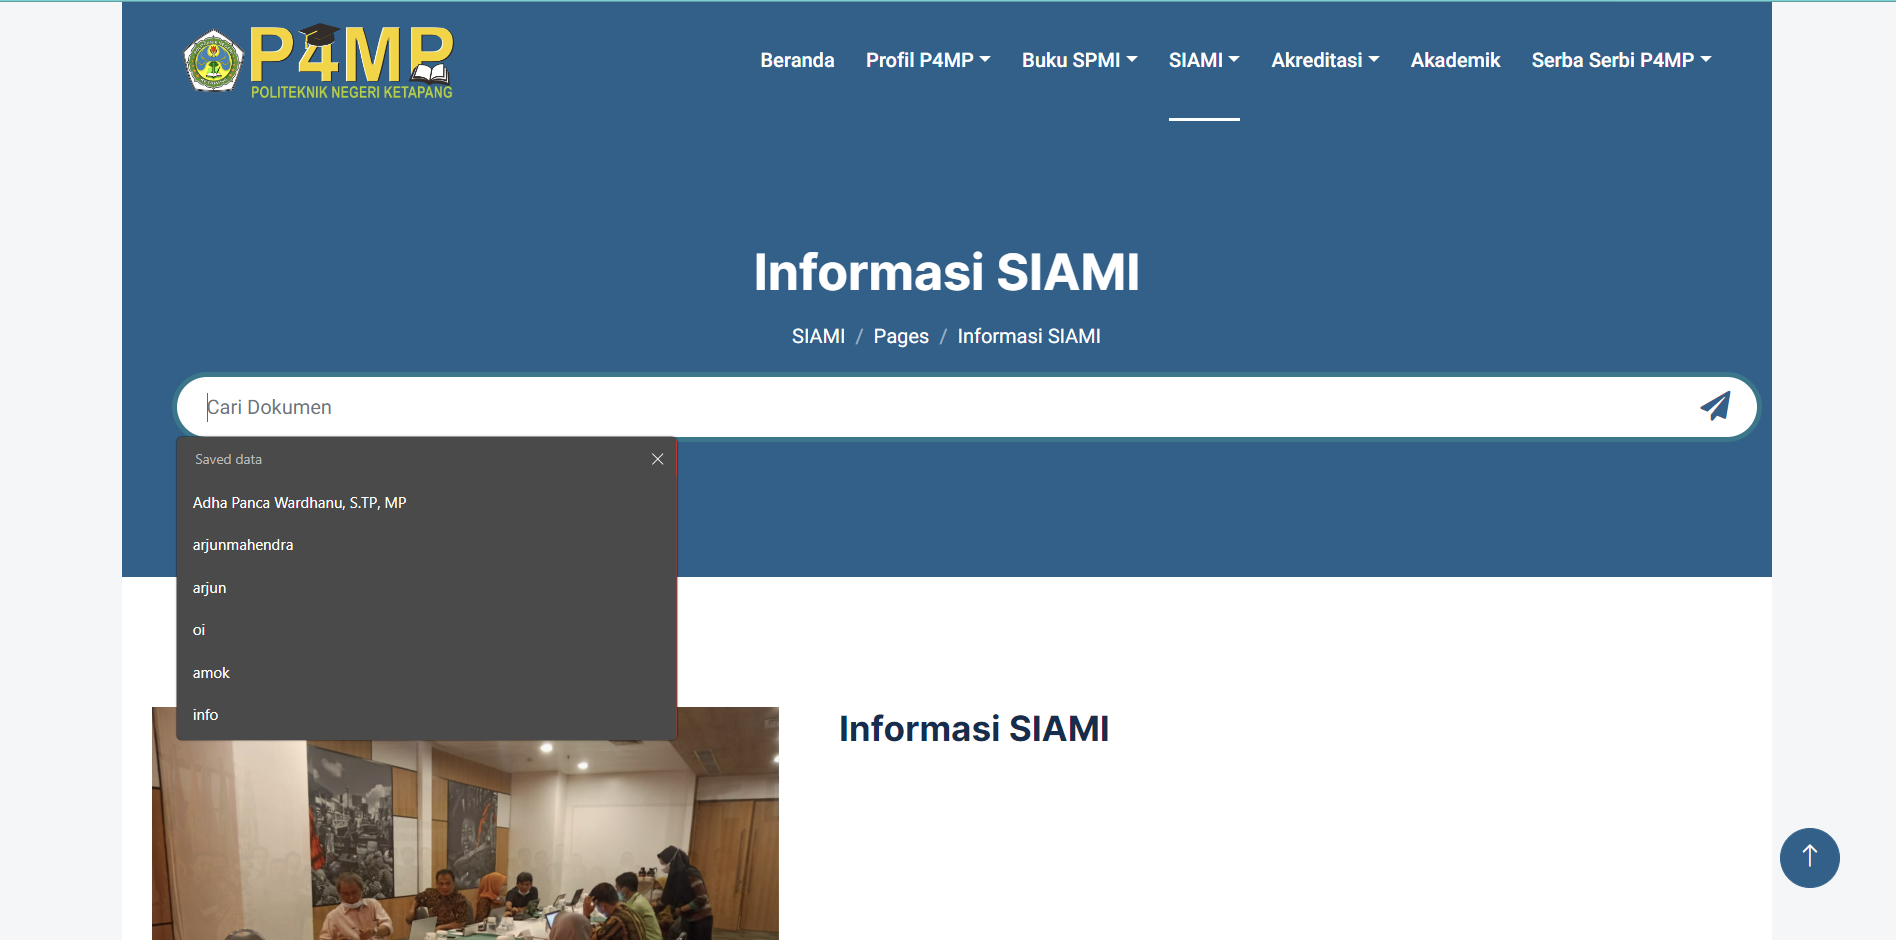 P4MP
POLITEKNIK NEGERI KETAPANG
Beranda Profil P4MP Buku SPMI SIAMI Akreditasi Akademik Serba Serbi P4MP
Informasi SIAMI
SIAMI / Pages / Informasi SIAMI
Cari Dokumen
Saved data
Adha Panca Wardhanu, S.TP, MP
arjunmahendra
arjun
oi
amok
info
Informasi SIAMI